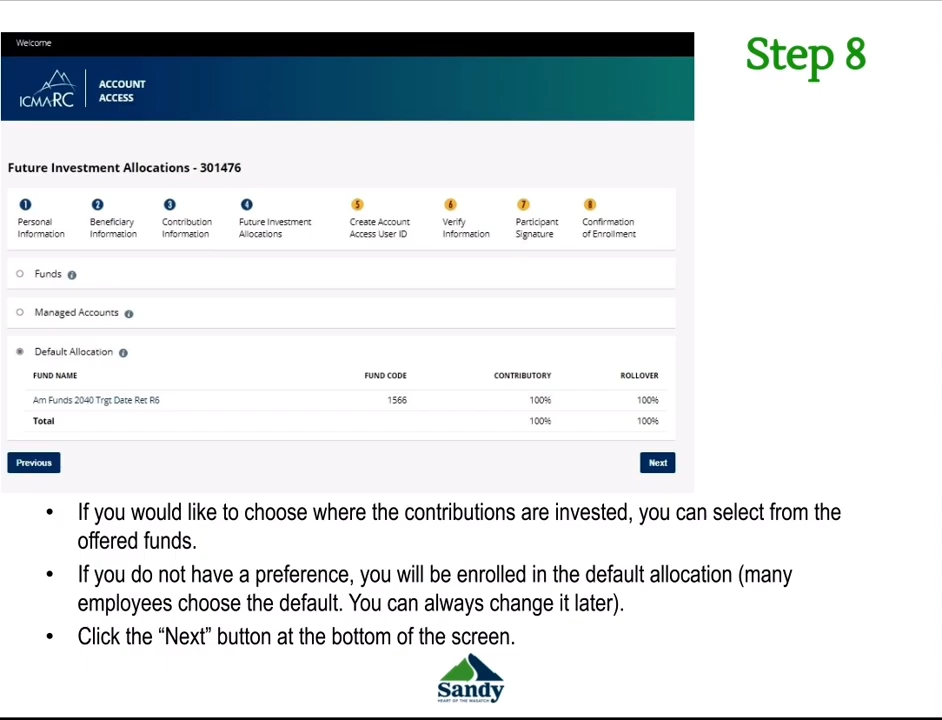 Welcome
Step 8
ICMARC
ACCOUNT
ACCESS
Future Investment Allocations - 301476
1 2 3 4 5 6 7 8
Personal Beneficiary Contribution Future Investment Create Account Verify Participant Confirmation
Information Information Information Allocations Access User ID Information Signature of Enrollment
Funds i
Managed Accounts i
Default Allocation i
FUND NAME FUND CODE CONTRIBUTORY ROLLOVER
Am Funds 2040 Trgt Date Ret R6 1566 100% 100%
Total 100% 100%
Previous Next
• If you would like to choose where the contributions are invested, you can select from the
offered funds.
• If you do not have a preference, you will be enrolled in the default allocation (many
employees choose the default. You can always change it later).
• Click the “Next” button at the bottom of the screen.
Sandy
HEART OF THE WASATCH